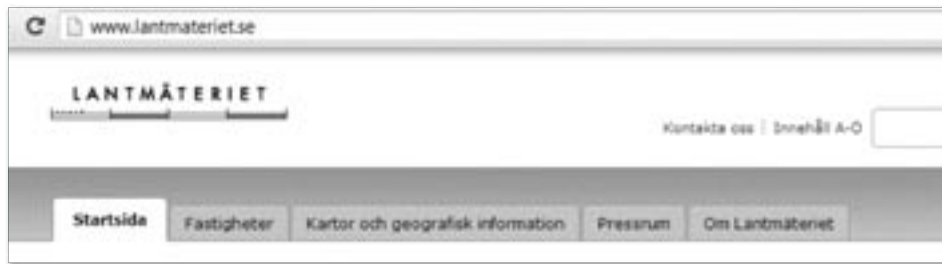 www.lantmateriet.se
LANTMÄTERIET
Kontakta oss | Innehåll A-Ö
Startsida Fastigheter Kartor och geografisk information Pressrum Om Lantmäteriet